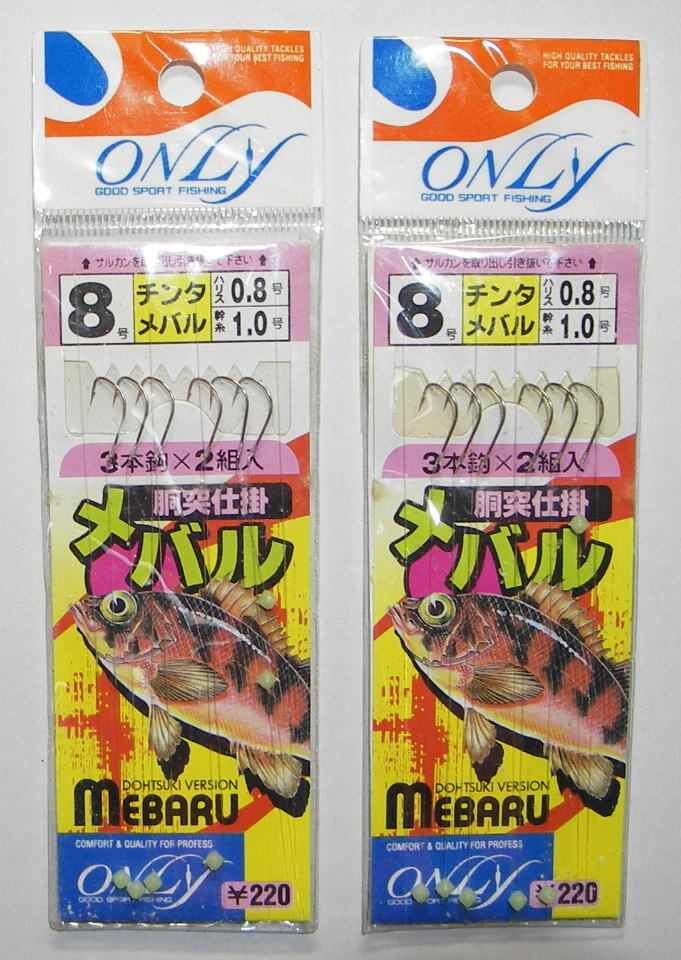 HIGH QUALITY TACKLES
FOR YOUR BEST FISHING
ONLY
GOOD SPORT FISHING
サルカンを取り出し引き抜いて下さい
8号
チンタ
メバル
ハリス 0.8号
幹糸 1.0号
3本鈎×2組入
胴突仕掛
メバル
DOHTSUKI VERSION
MEBARU
COMFORT & QUALITY FOR PROFESS
ONLY
GOOD SPORT FISHING
¥220
HIGH QUALITY TACKLES
FOR YOUR BEST FISHING
ONLY
GOOD SPORT FISHING
サルカンを取り出し引き抜いて下さい
8号
チンタ
メバル
ハリス 0.8号
幹糸 1.0号
3本鈎×2組入
胴突仕掛
メバル
DOHTSUKI VERSION
MEBARU
COMFORT & QUALITY FOR PROFESS
ONLY
GOOD SPORT FISHING
¥220